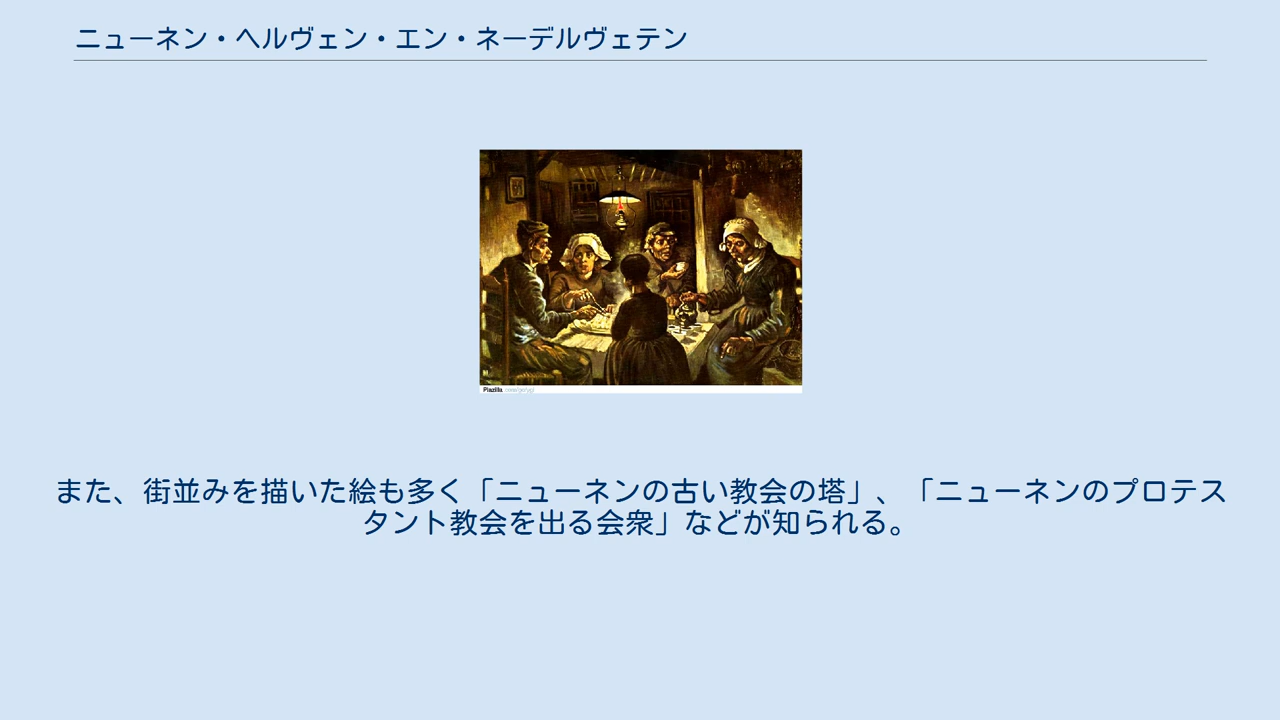 ニューネン・ヘルヴェン・エン・ネーデルヴェテン
Plazilla
また、街並みを描いた絵も多く「ニューネンの古い教会の塔」、「ニューネンのプロテス
タント教会を出る会衆」などが知られる。